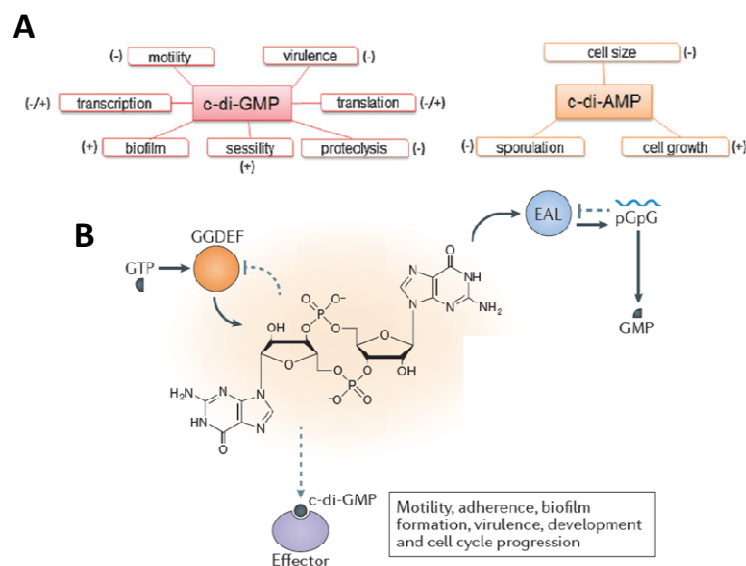 A
(-) motility
virulence (-)
(-/+) transcription
c-di-GMP
translation (-/+)
(+) biofilm
sessility
(+)
proteolysis (-)
cell size (-)
c-di-AMP
(-) sporulation
cell growth (+)
B
GGDEF
GTP
EAL
pGpG
GMP
O
N
NH
N
N
NH₂
O
O⁻
P
O
O
O
OH
O
O
OH
O
O
P
⁻O
O
H₂N
N
N
HN
N
O
c-di-GMP
Effector
Motility, adherence, biofilm
formation, virulence, development
and cell cycle progression